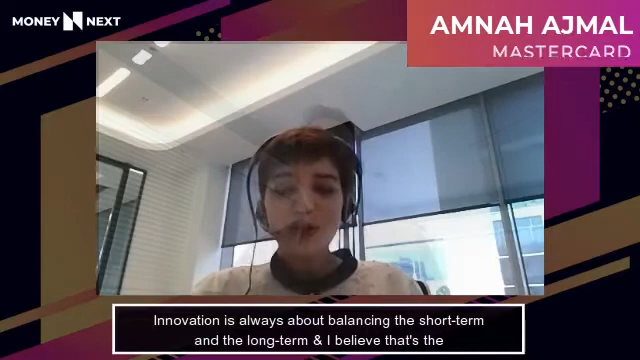 MONEY NEXT
AMNAH AJMAL
MASTERCARD
Innovation is always about balancing the short-term
and the long-term & I believe that's the